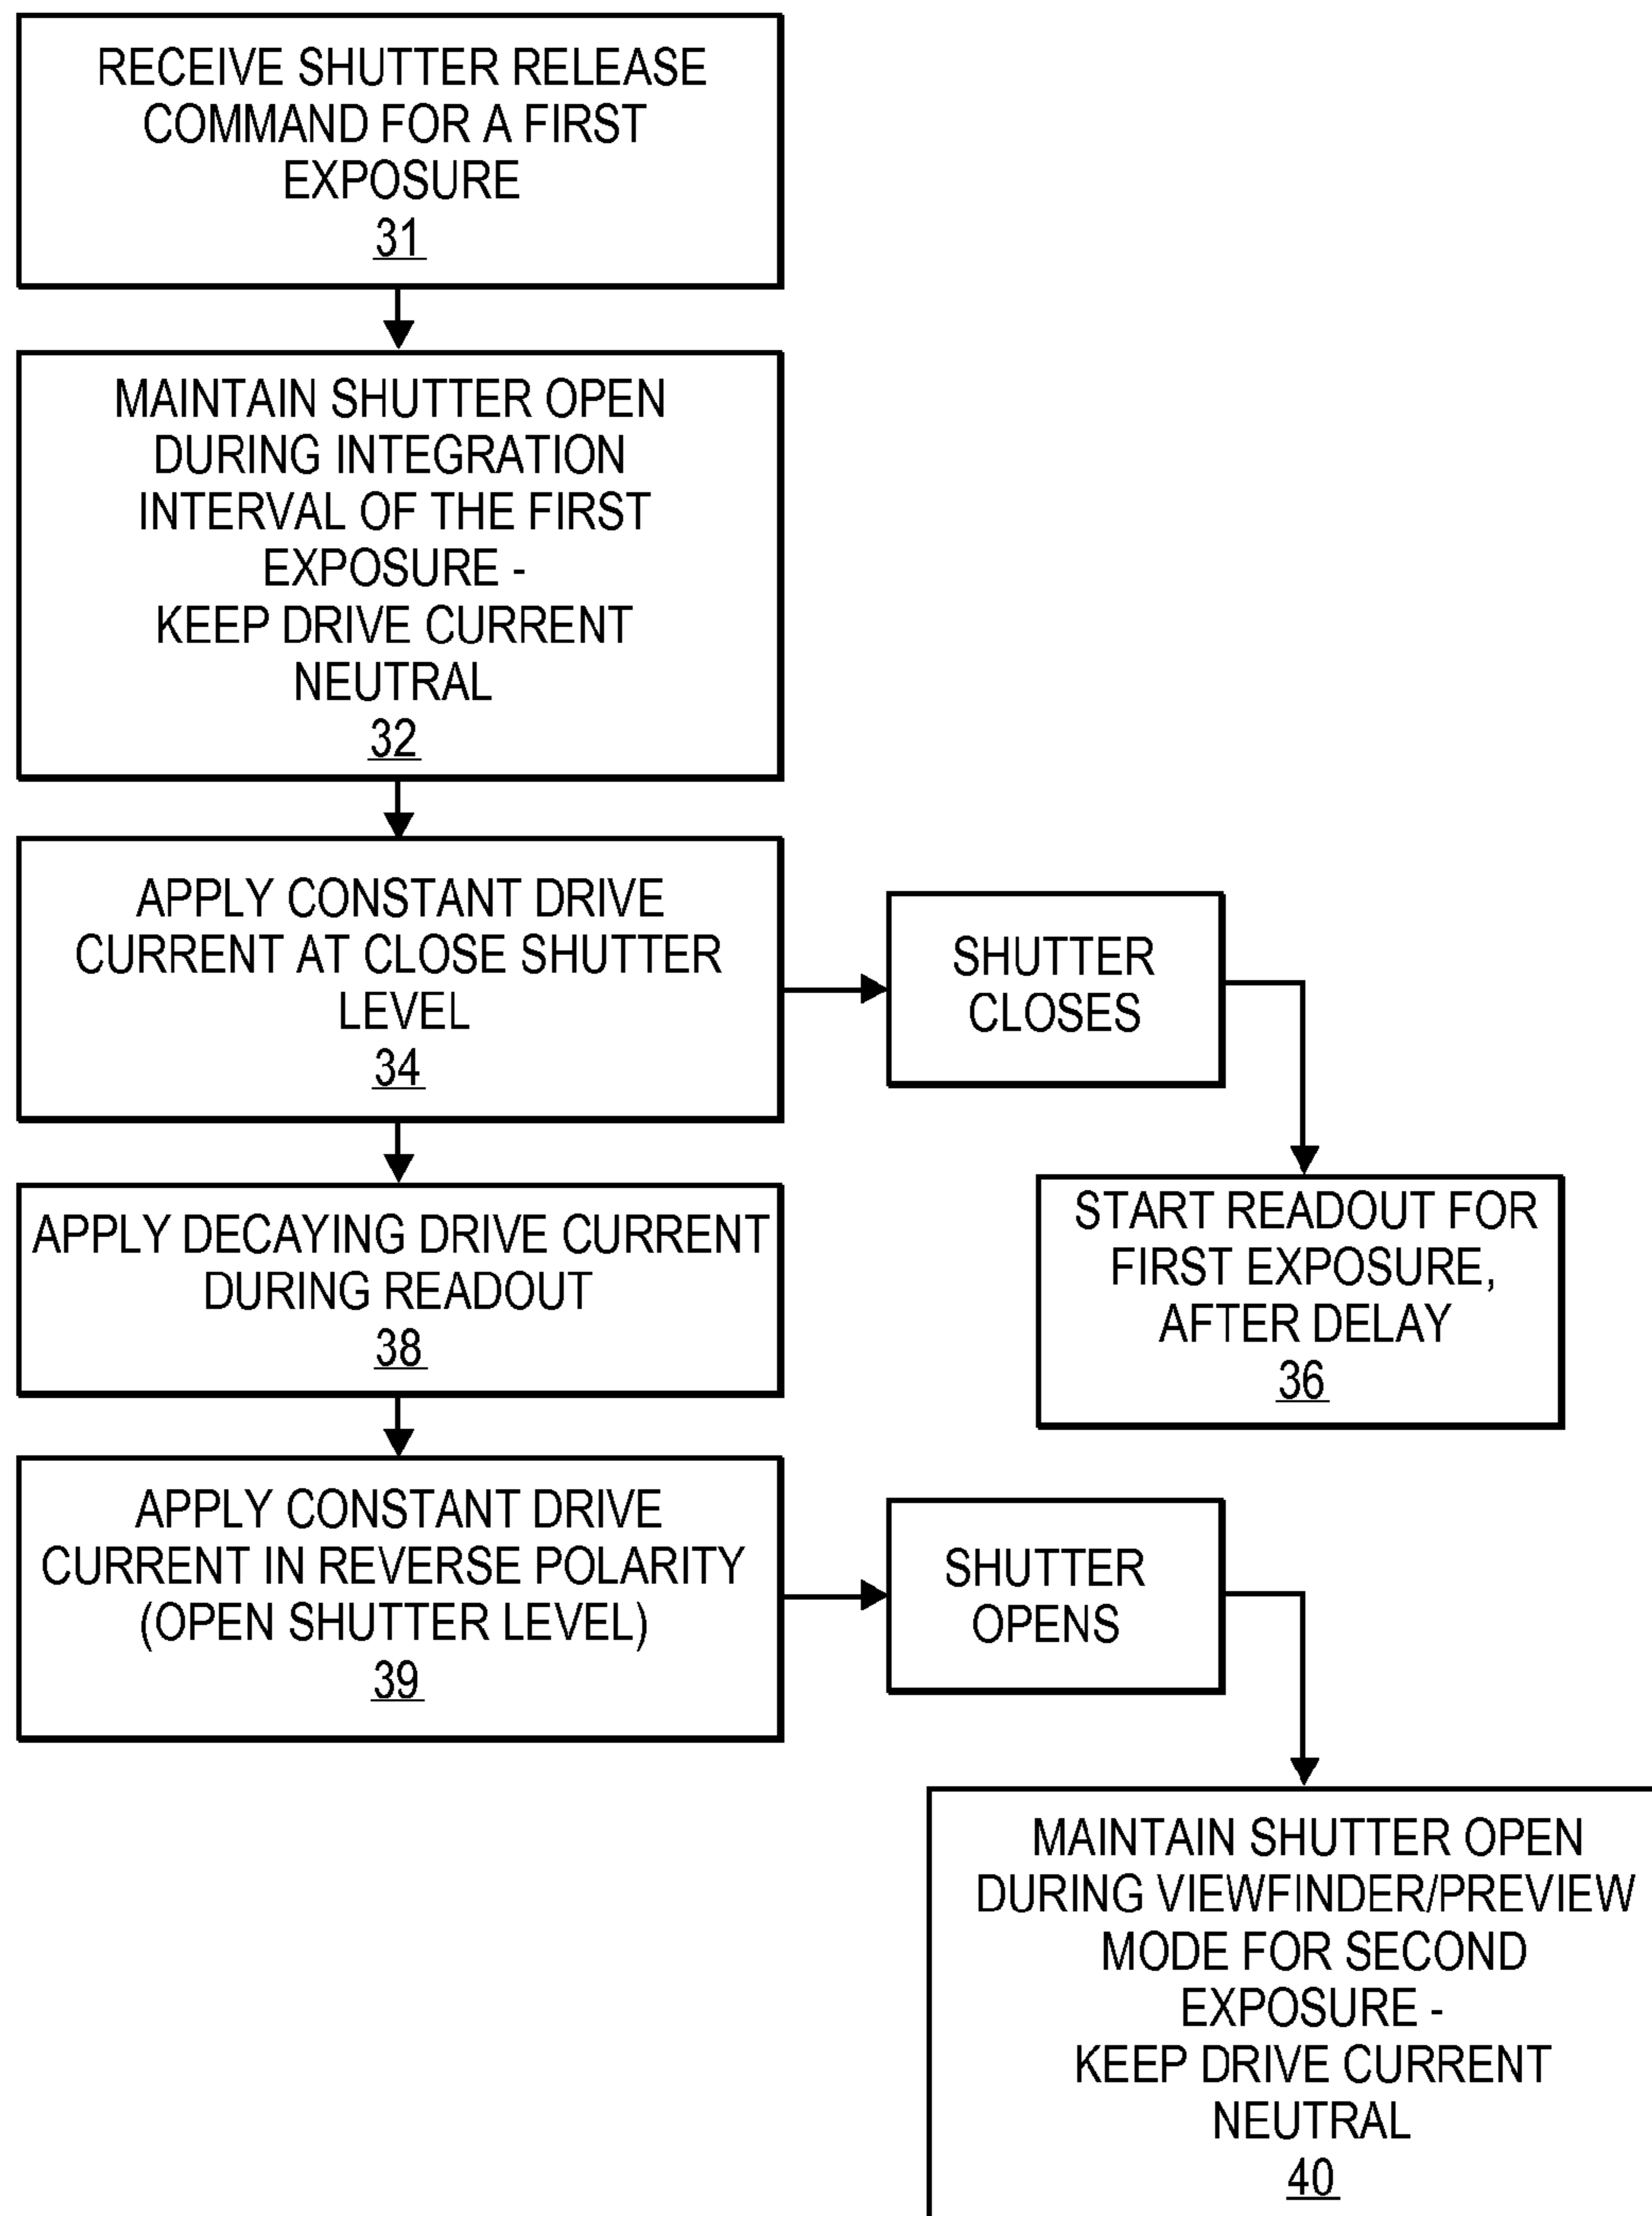 RECEIVE SHUTTER RELEASE
COMMAND FOR A FIRST
EXPOSURE
31
MAINTAIN SHUTTER OPEN
DURING INTEGRATION
INTERVAL OF THE FIRST
EXPOSURE -
KEEP DRIVE CURRENT
NEUTRAL
32
APPLY CONSTANT DRIVE
CURRENT AT CLOSE SHUTTER
LEVEL
34
SHUTTER
CLOSES
START READOUT FOR
FIRST EXPOSURE,
AFTER DELAY
36
APPLY DECAYING DRIVE CURRENT
DURING READOUT
38
APPLY CONSTANT DRIVE
CURRENT IN REVERSE POLARITY
(OPEN SHUTTER LEVEL)
39
SHUTTER
OPENS
MAINTAIN SHUTTER OPEN
DURING VIEWFINDER/PREVIEW
MODE FOR SECOND
EXPOSURE -
KEEP DRIVE CURRENT
NEUTRAL
40